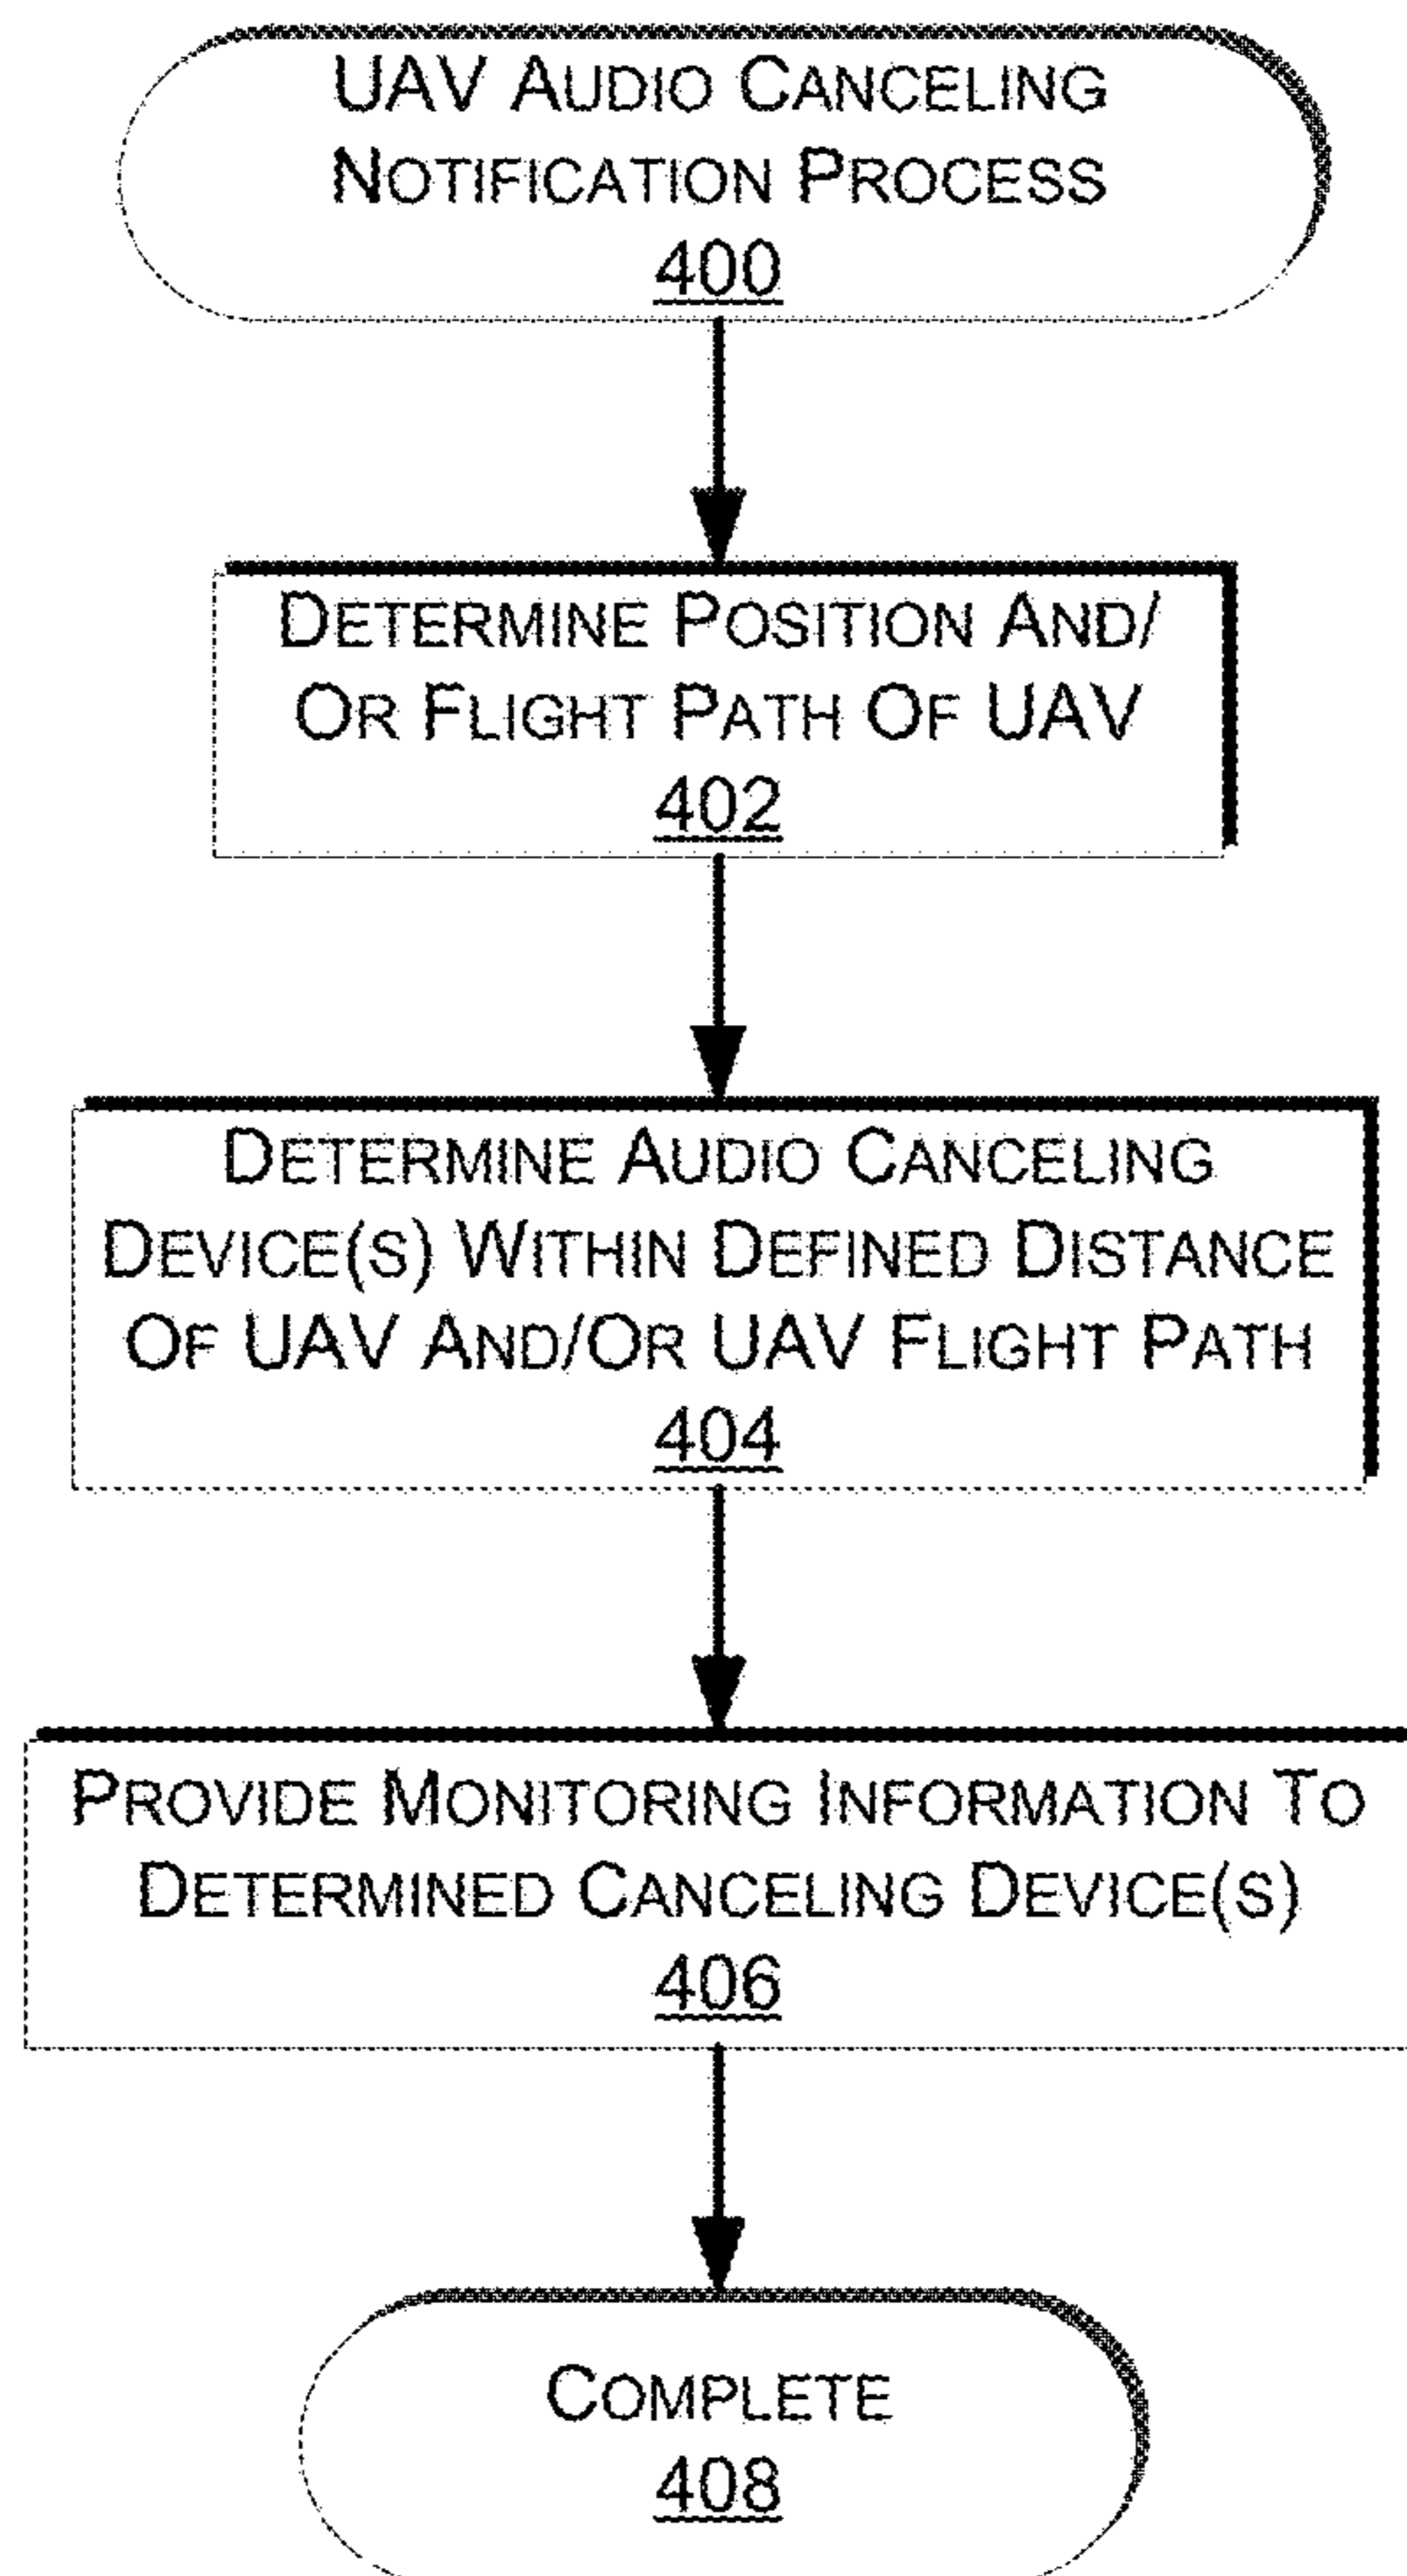 UAV AUDIO CANCELING
NOTIFICATION PROCESS
400
DETERMINE POSITION AND/
OR FLIGHT PATH OF UAV
402
DETERMINE AUDIO CANCELING
DEVICE(S) WITHIN DEFINED DISTANCE
OF UAV AND/OR UAV FLIGHT PATH
404
PROVIDE MONITORING INFORMATION TO
DETERMINED CANCELING DEVICE(S)
406
COMPLETE
408